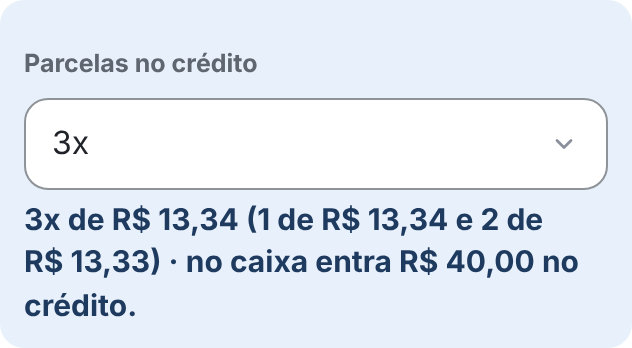 Parcelas no crédito
3x
3x de R$ 13,34 (1 de R$ 13,34 e 2 de
R$ 13,33) · no caixa entra R$ 40,00 no
crédito.